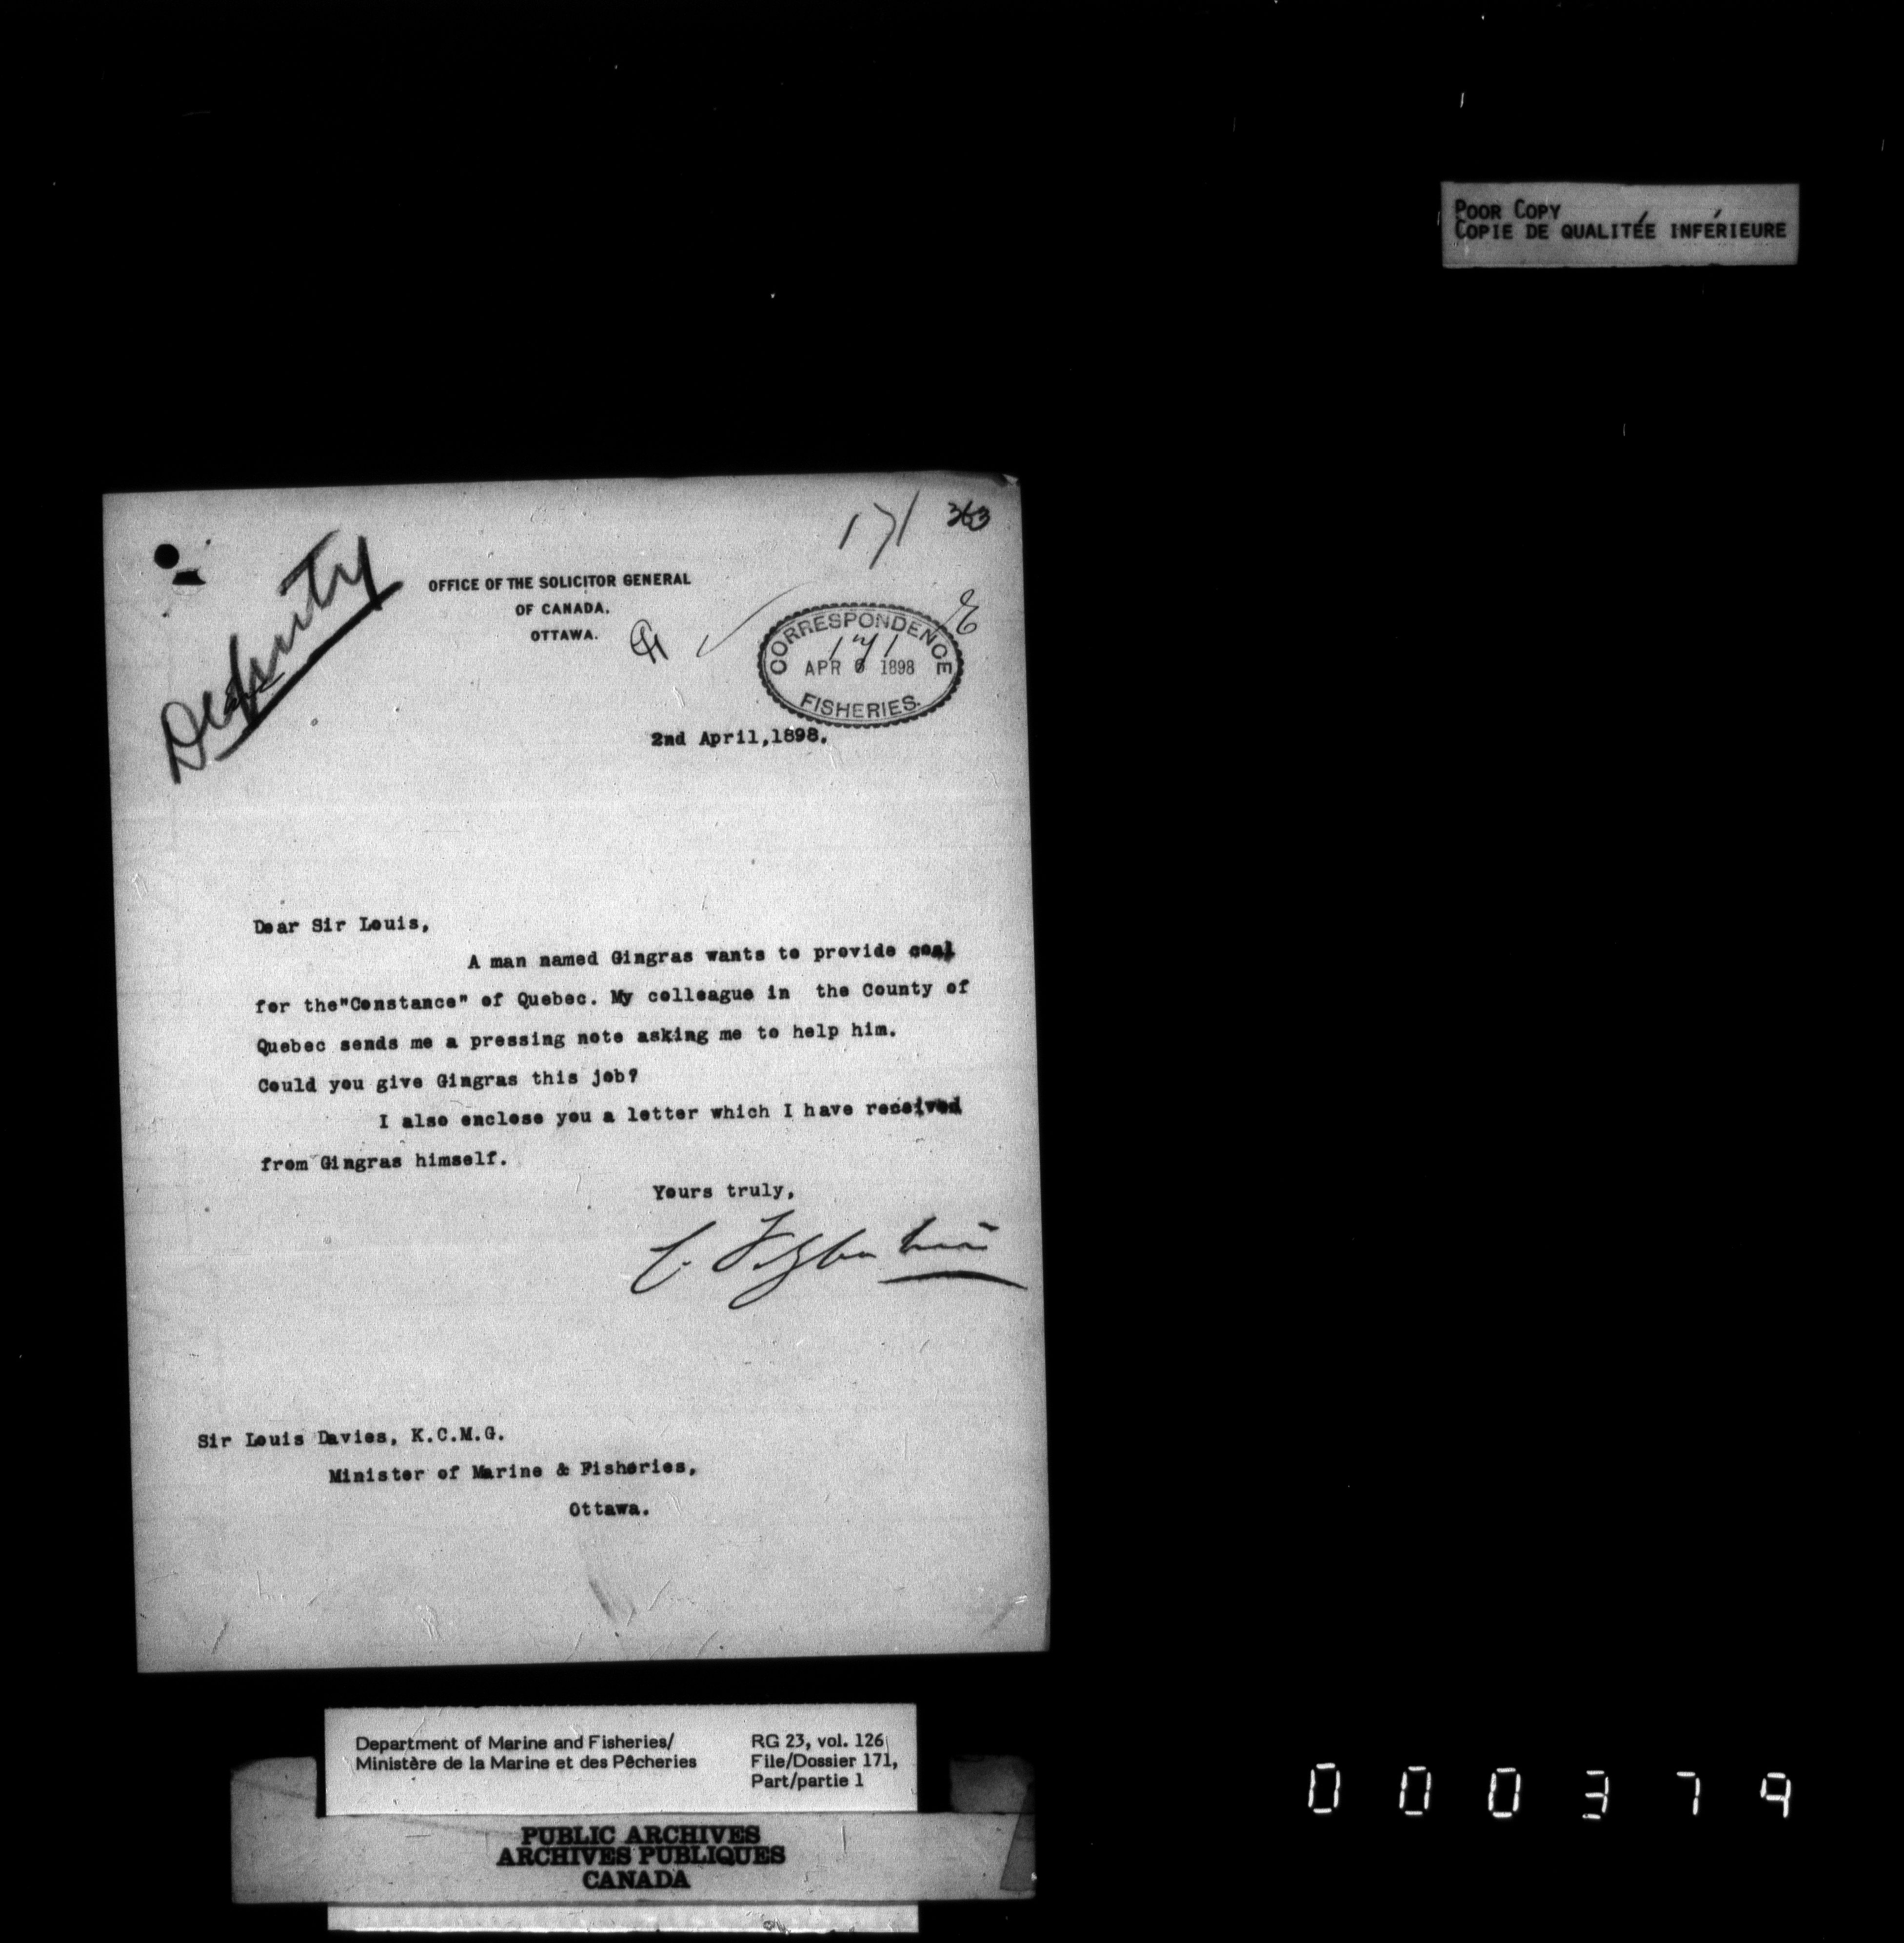 POOR COPY
COPIE DE QUALITÉE INFÉRIEURE
171 363
Deputy
OFFICE OF THE SOLICITOR GENERAL
OF CANADA.
OTTAWA.
CORRESPONDENCE
171
APR 6 1898
FISHERIES.
2nd April,1898.
Dear Sir Louis,
A man named Gingras wants to provide coal
for the"Constance" of Quebec. My colleague in the County of
Quebec sends me a pressing note asking me to help him.
Could you give Gingras this job?
I also enclose you a letter which I have received
from Gingras himself.
Yours truly,
C. Fitzpatrick
Sir Louis Davies, K.C.M.G.
Minister of Marine & Fisheries,
Ottawa.
Department of Marine and Fisheries/
Ministère de la Marine et des Pêcheries
RG 23, vol. 126
File/Dossier 171,
Part/partie 1
PUBLIC ARCHIVES
ARCHIVES PUBLIQUES
CANADA
000379